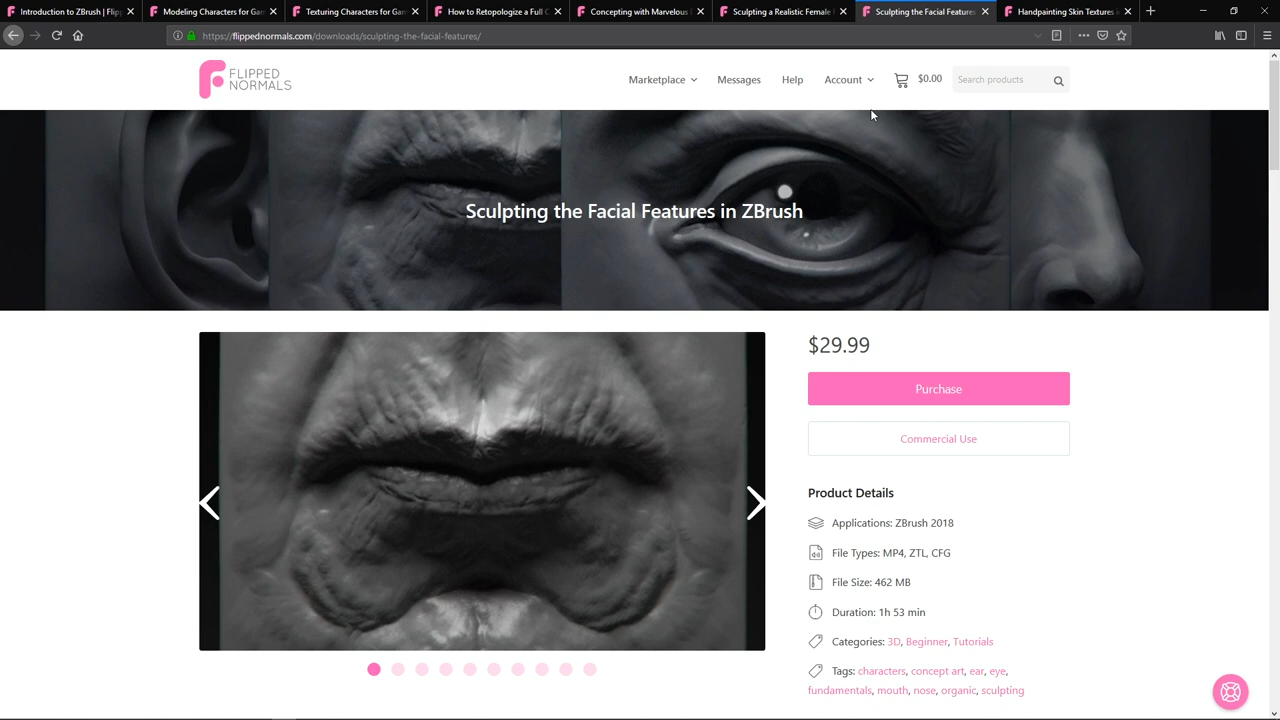 Introduction to ZBrush | Flipp
Modeling Characters for Gam
Texturing Characters for Gam
How to Retopologize a Full C
Concepting with Marvelous D
Sculpting a Realistic Female H
Sculpting the Facial Features
Handpainting Skin Textures i
https://flippednormals.com/downloads/sculpting-the-facial-features/
FLIPPED
NORMALS
Marketplace
Messages
Help
Account
$0.00
Search products
Sculpting the Facial Features in ZBrush
$29.99
Purchase
Commercial Use
Product Details
Applications: ZBrush 2018
File Types: MP4, ZTL, CFG
File Size: 462 MB
Duration: 1h 53 min
Categories: 3D, Beginner, Tutorials
Tags: characters, concept art, ear, eye,
fundamentals, mouth, nose, organic, sculpting